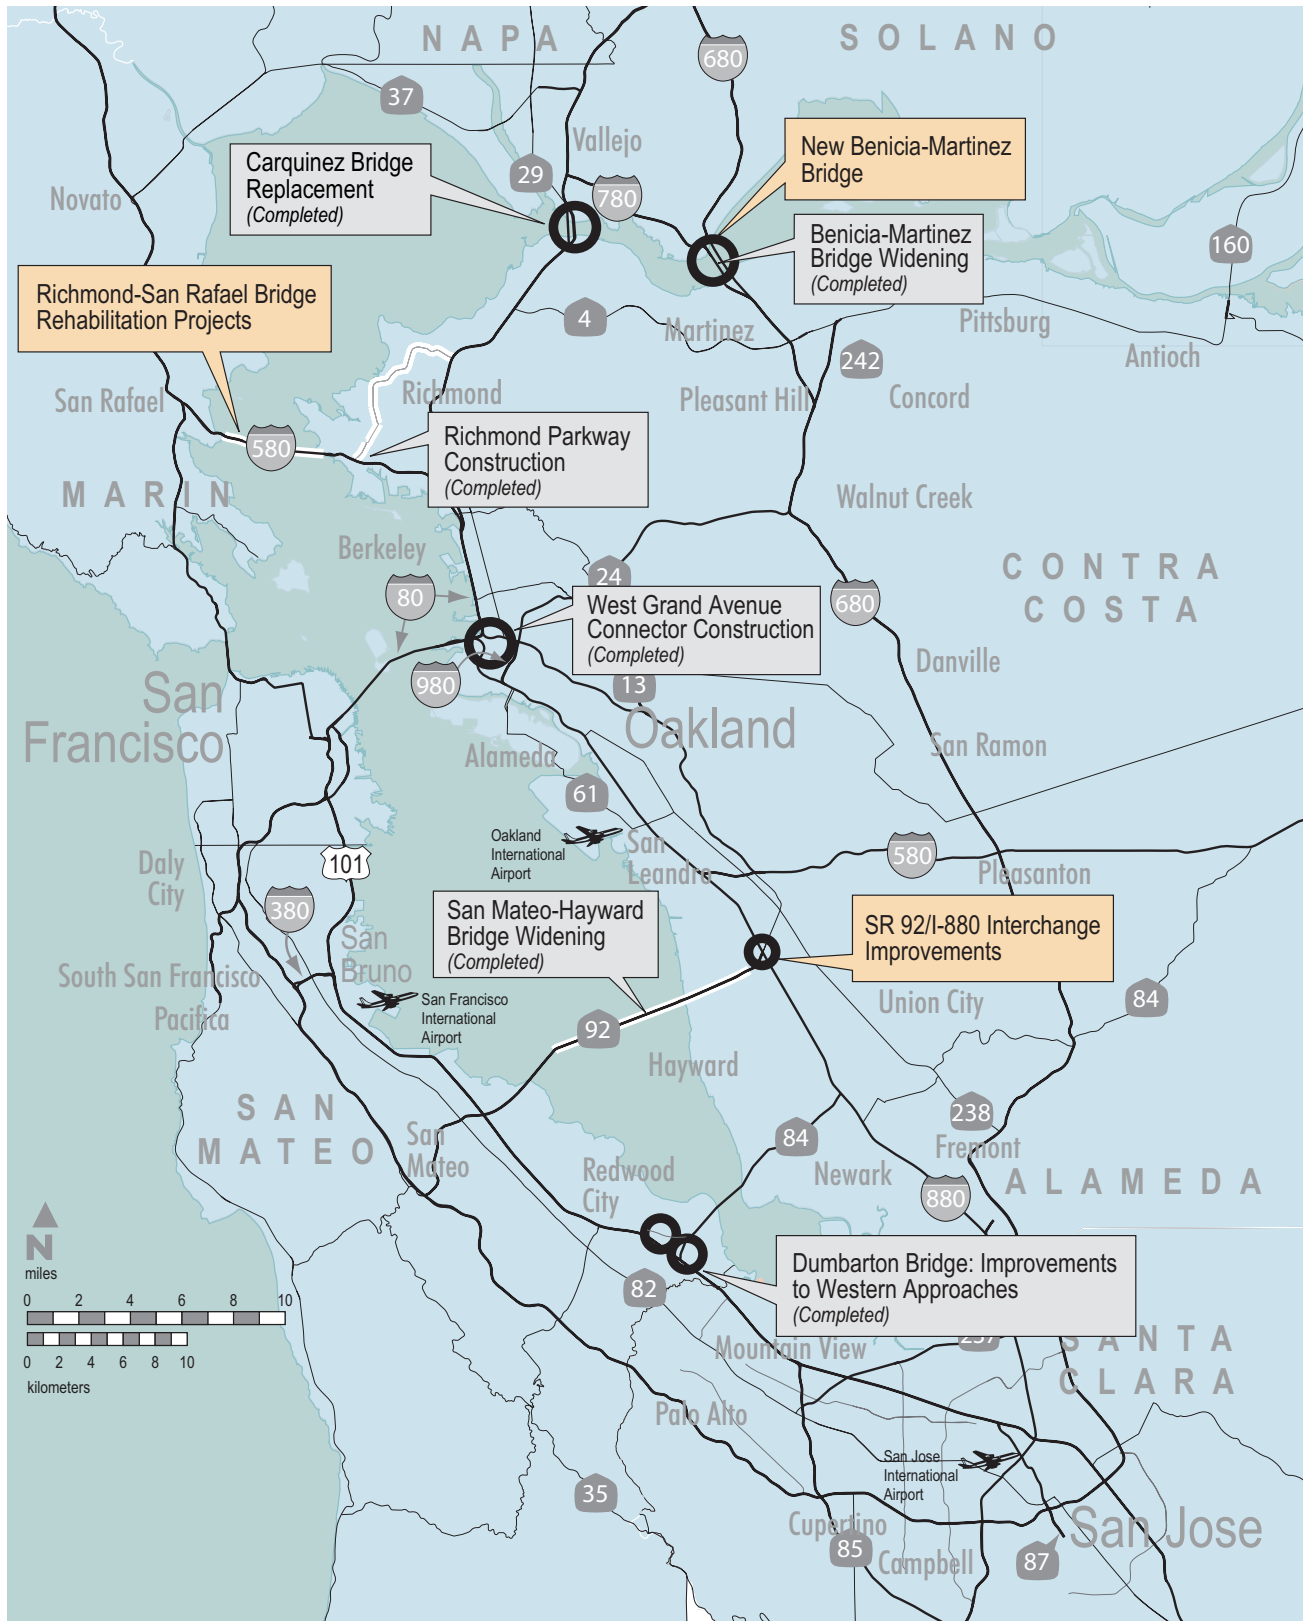 NAPA
SOLANO
680
37
Vallejo
New Benicia-Martinez
Bridge
Carquinez Bridge
Replacement
(Completed)
29
780
Novato
Benicia-Martinez
Bridge Widening
(Completed)
160
Richmond-San Rafael Bridge
Rehabilitation Projects
4
Martinez
Pittsburg
Antioch
242
San Rafael
Richmond
Pleasant Hill
Concord
580
Richmond Parkway
Construction
(Completed)
MARIN
Walnut Creek
Berkeley
CONTRA
COSTA
24
80
680
West Grand Avenue
Connector Construction
(Completed)
Danville
980
13
San
Francisco
Oakland
San Ramon
Alameda
61
Oakland
International
Airport
San
Leandro
101
580
Daly
City
Pleasanton
380
San Mateo-Hayward
Bridge Widening
(Completed)
SR 92/I-880 Interchange
Improvements
San
Bruno
South San Francisco
Pacifica
San Francisco
International
Airport
Union City
84
92
Hayward
SAN
MATEO
238
San
Mateo
84
Fremont
Redwood
City
Newark
880
ALAMEDA
N
miles
0 2 4 6 8 10
0 2 4 6 8 10
kilometers
Dumbarton Bridge: Improvements
to Western Approaches
(Completed)
82
237
Mountain View
SANTA
CLARA
Palo Alto
San Jose
International
Airport
35
Cupertino
San Jose
85
Campbell
87